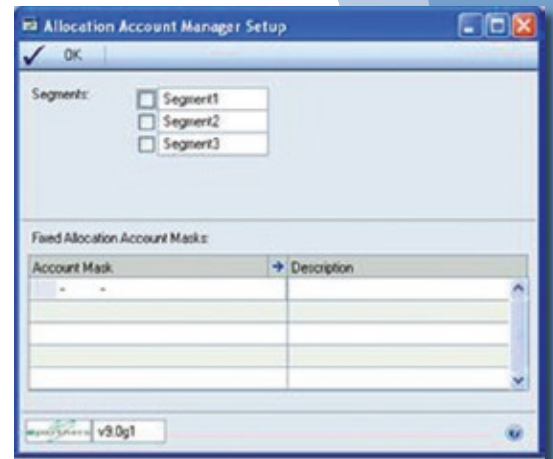 Allocation Account Manager Setup
OK
Segments:
Segment1
Segment2
Segment3
Fixed Allocation Account Masks:
Account Mask Description
- -
v9.0g1